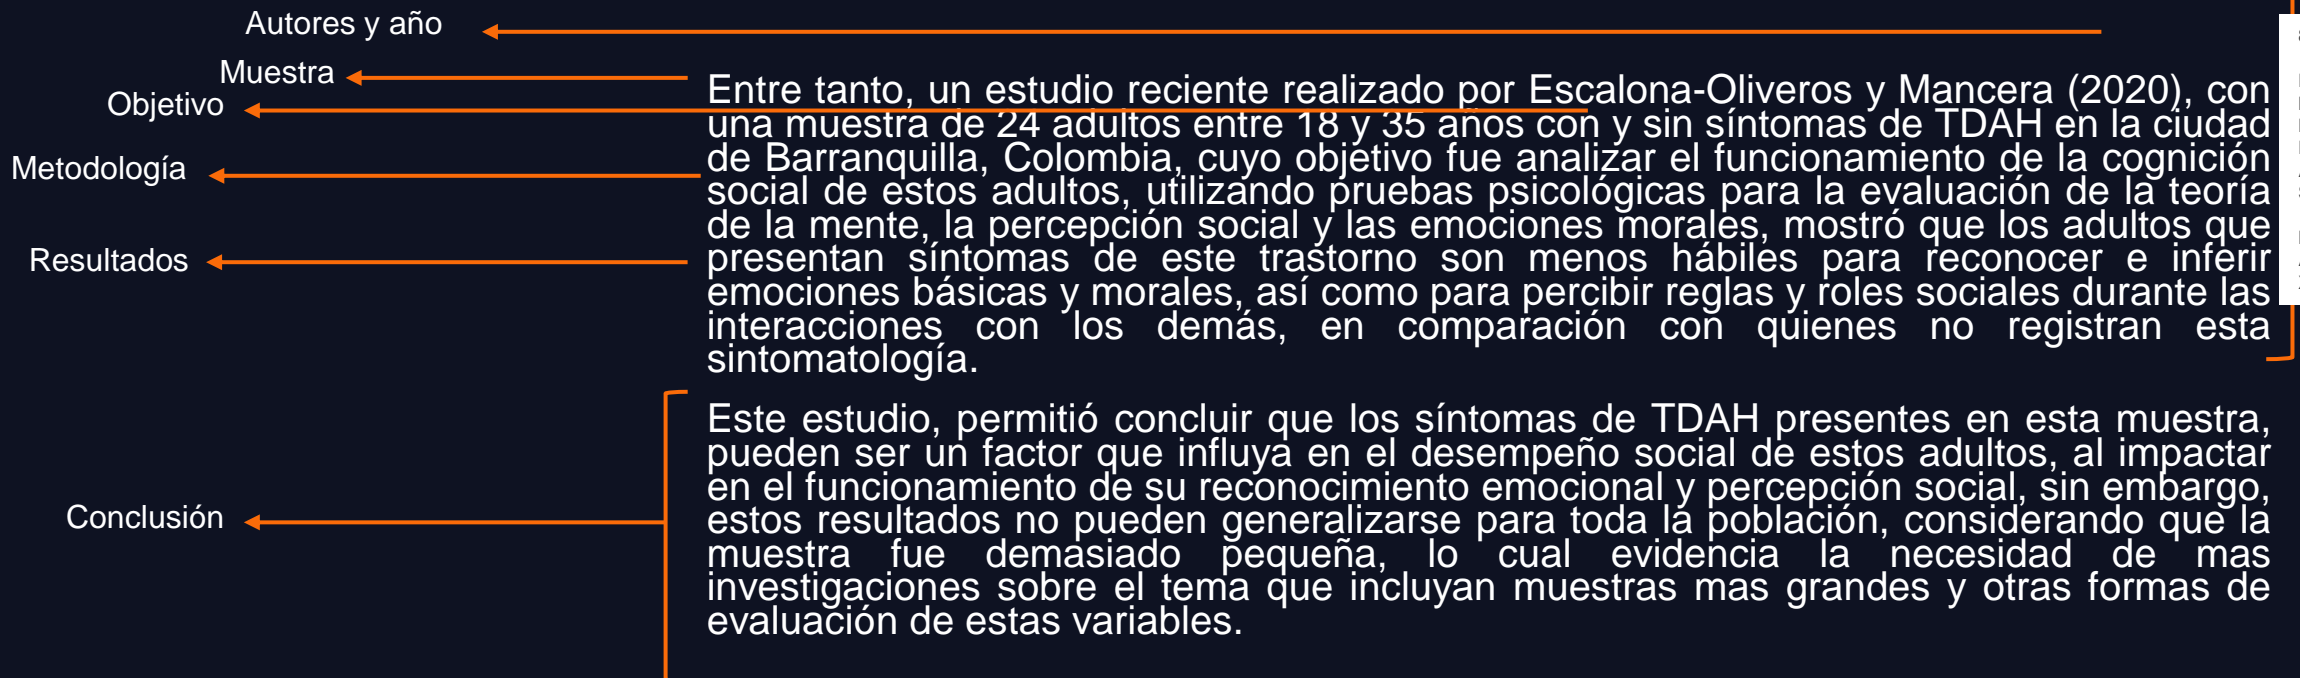 Autores y año
Muestra
Objetivo
Metodología
Resultados
Entre tanto, un estudio reciente realizado por Escalona-Oliveros y Mancera (2020), con
una muestra de 24 adultos entre 18 y 35 años con y sin síntomas de TDAH en la ciudad
de Barranquilla, Colombia, cuyo objetivo fue analizar el funcionamiento de la cognición
social de estos adultos, utilizando pruebas psicológicas para la evaluación de la teoría
de la mente, la percepción social y las emociones morales, mostró que los adultos que
presentan síntomas de este trastorno son menos hábiles para reconocer e inferir
emociones básicas y morales, así como para percibir reglas y roles sociales durante las
interacciones con los demás, en comparación con quienes no registran esta
sintomatología.
Conclusión
Este estudio, permitió concluir que los síntomas de TDAH presentes en esta muestra,
pueden ser un factor que influya en el desempeño social de estos adultos, al impactar
en el funcionamiento de su reconocimiento emocional y percepción social, sin embargo,
estos resultados no pueden generalizarse para toda la población, considerando que la
muestra fue demasiado pequeña, lo cual evidencia la necesidad de mas
investigaciones sobre el tema que incluyan muestras mas grandes y otras formas de
evaluación de estas variables.